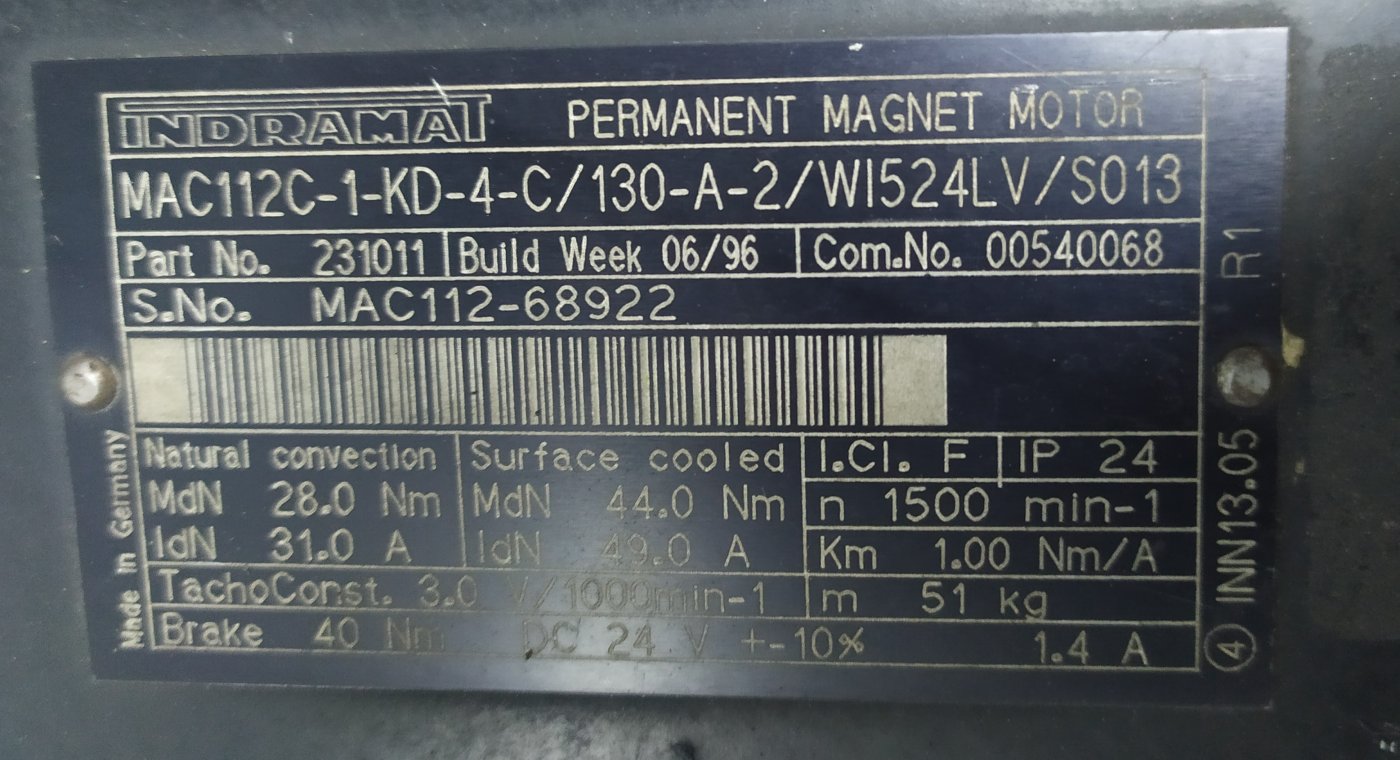 INDRAMAT PERMANENT MAGNET MOTOR
MAC112C-1-KD-4-C/130-A-2/WI524LV/S013
Part No. 231011 Build Week 06/96 Com.No. 00540068
S.No. MAC112-68922
Natural convection Surface cooled I.Cl. F IP 24
MdN 28.0 Nm MdN 44.0 Nm n 1500 min-1
IdN 31.0 A IdN 49.0 A Km 1.00 Nm/A
TachoConst. 3.0 V/1000min-1 m 51 kg
Brake 40 Nm DC 24 V +-10% 1.4 A
Made in Germany
4 INN13.05 R1